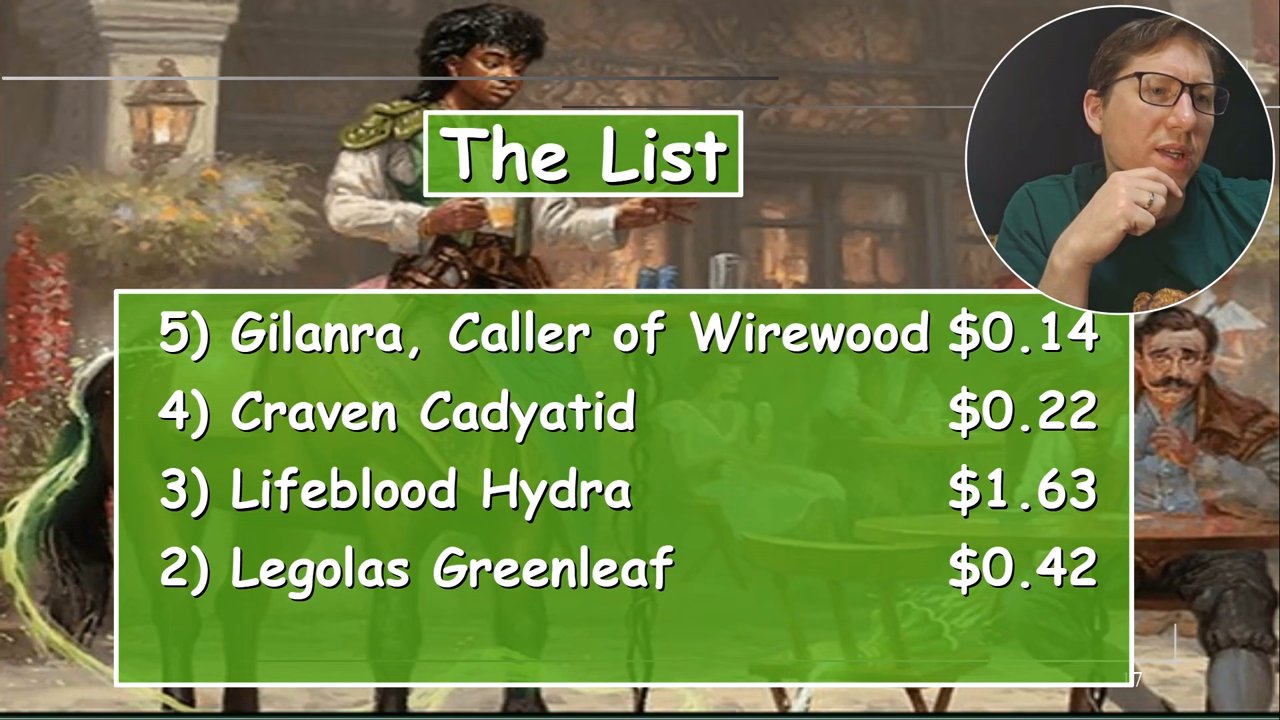 The List
5) Gilanra, Caller of Wirewood $0.14
4) Craven Cadyatid $0.22
3) Lifeblood Hydra $1.63
2) Legolas Greenleaf $0.42